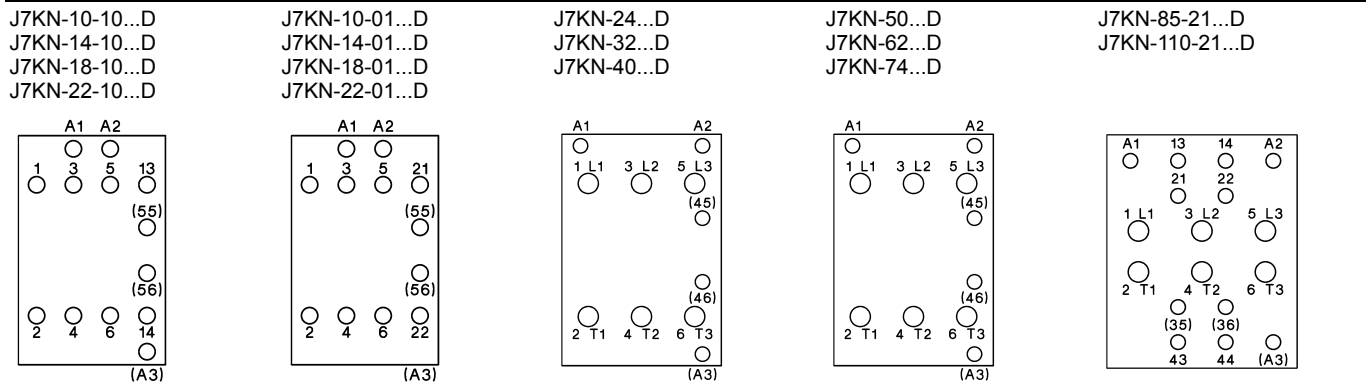 J7KN-10-10...D
J7KN-14-10...D
J7KN-18-10...D
J7KN-22-10...D
A1 A2
1 3 5 13
(55)
(56)
2 4 6 14
(A3)
J7KN-10-01...D
J7KN-14-01...D
J7KN-18-01...D
J7KN-22-01...D
A1 A2
1 3 5 21
(55)
(56)
2 4 6 22
(A3)
J7KN-24...D
J7KN-32...D
J7KN-40...D
A1 A2
1 L1 3 L2 5 L3
(45)
(46)
2 T1 4 T2 6 T3
(A3)
J7KN-50...D
J7KN-62...D
J7KN-74...D
A1 A2
1 L1 3 L2 5 L3
(45)
(46)
2 T1 4 T2 6 T3
(A3)
J7KN-85-21...D
J7KN-110-21...D
A1 13 14 A2
21 22
1 L1 3 L2 5 L3
2 T1 4 T2 6 T3
(35) (36)
43 44 (A3)